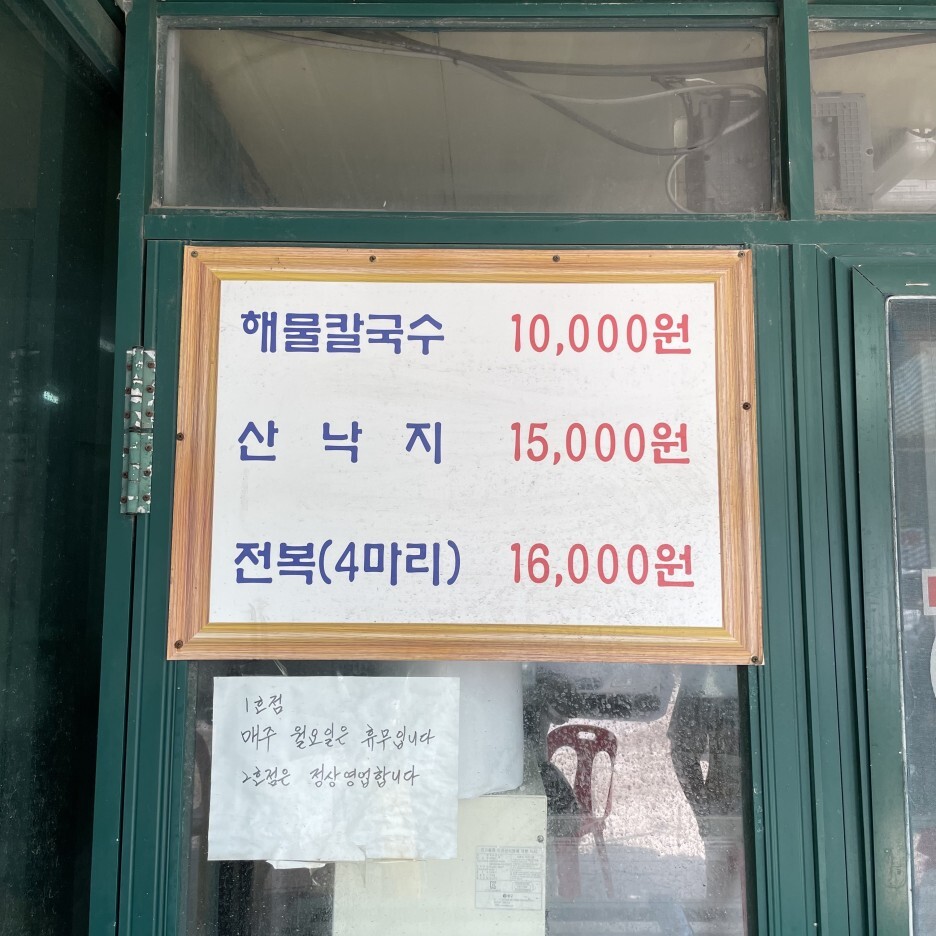 해물칼국수 10,000원
산 낙 지 15,000원
전복(4마리) 16,000원
1호점
매주 월요일은 휴무입니다
2호점은 정상영업합니다